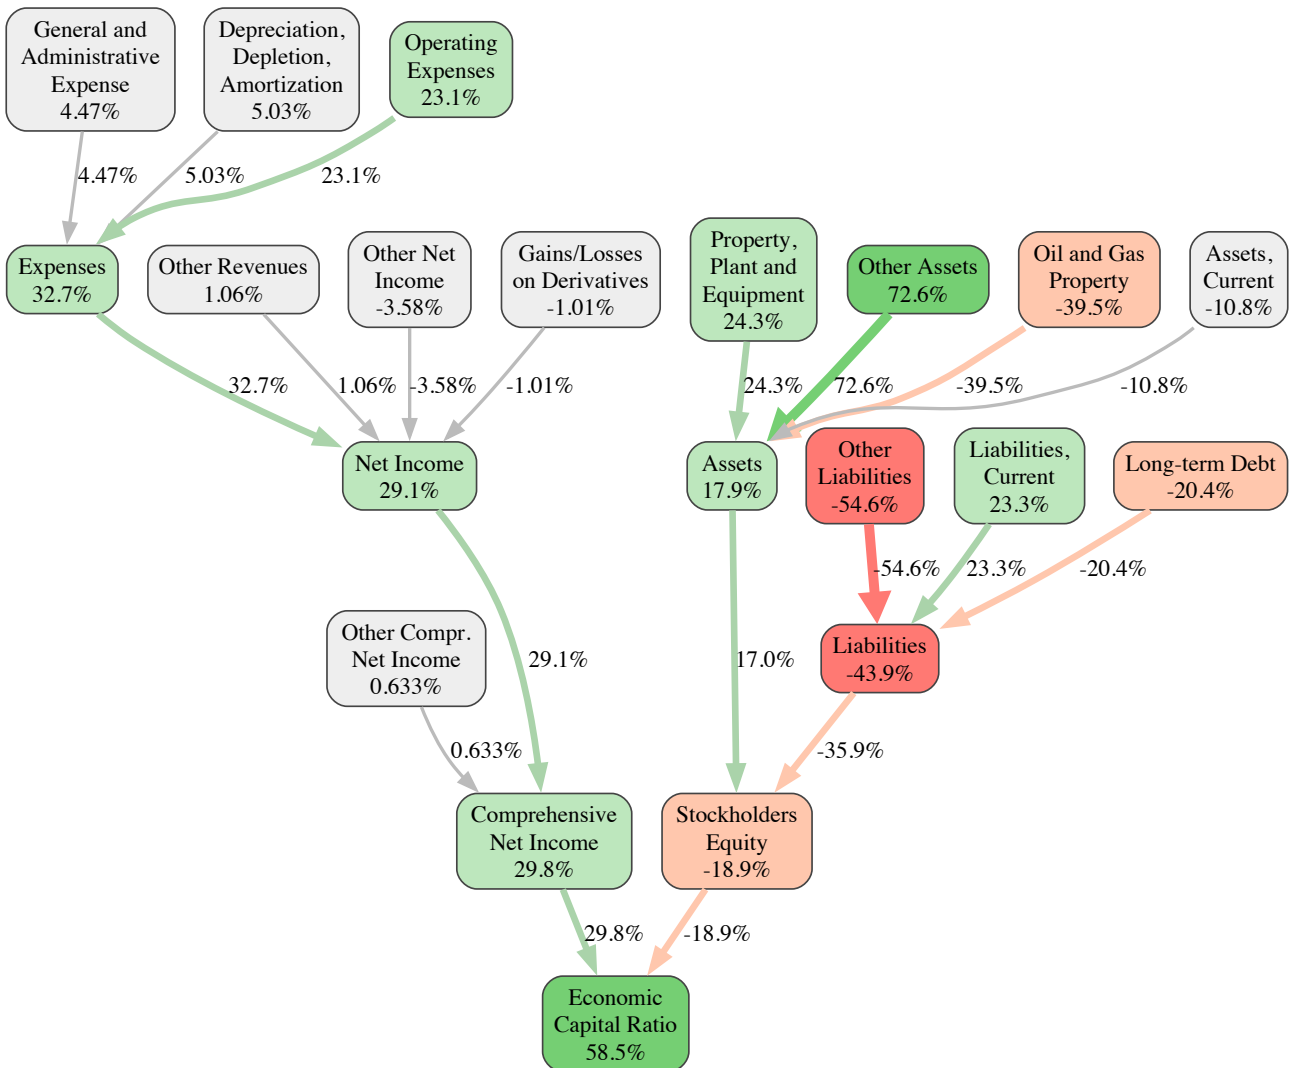 General and
Administrative
Expense
4.47%
Depreciation,
Depletion,
Amortization
5.03%
Operating
Expenses
23.1%
4.47%
5.03%
23.1%
Expenses
32.7%
Other Revenues
1.06%
Other Net
Income
-3.58%
Gains/Losses
on Derivatives
-1.01%
Property,
Plant and
Equipment
24.3%
Other Assets
72.6%
Oil and Gas
Property
-39.5%
Assets,
Current
-10.8%
32.7%
1.06%
-3.58%
-1.01%
24.3%
72.6%
-39.5%
-10.8%
Net Income
29.1%
Assets
17.9%
Other
Liabilities
-54.6%
Liabilities,
Current
23.3%
Long-term Debt
-20.4%
-54.6%
23.3%
-20.4%
Other Compr.
Net Income
0.633%
29.1%
17.0%
Liabilities
-43.9%
0.633%
-35.9%
Comprehensive
Net Income
29.8%
Stockholders
Equity
-18.9%
29.8%
-18.9%
Economic
Capital Ratio
58.5%